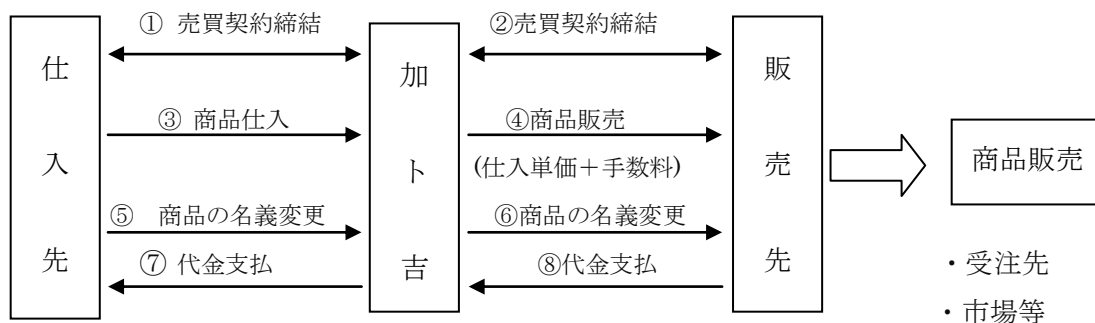 ① 売買契約締結
②売買契約締結
仕入先
加ト吉
販売先
③ 商品仕入
④商品販売
(仕入単価＋手数料)
商品販売
⑤ 商品の名義変更
⑥商品の名義変更
⑦ 代金支払
⑧代金支払
・受注先
・市場等